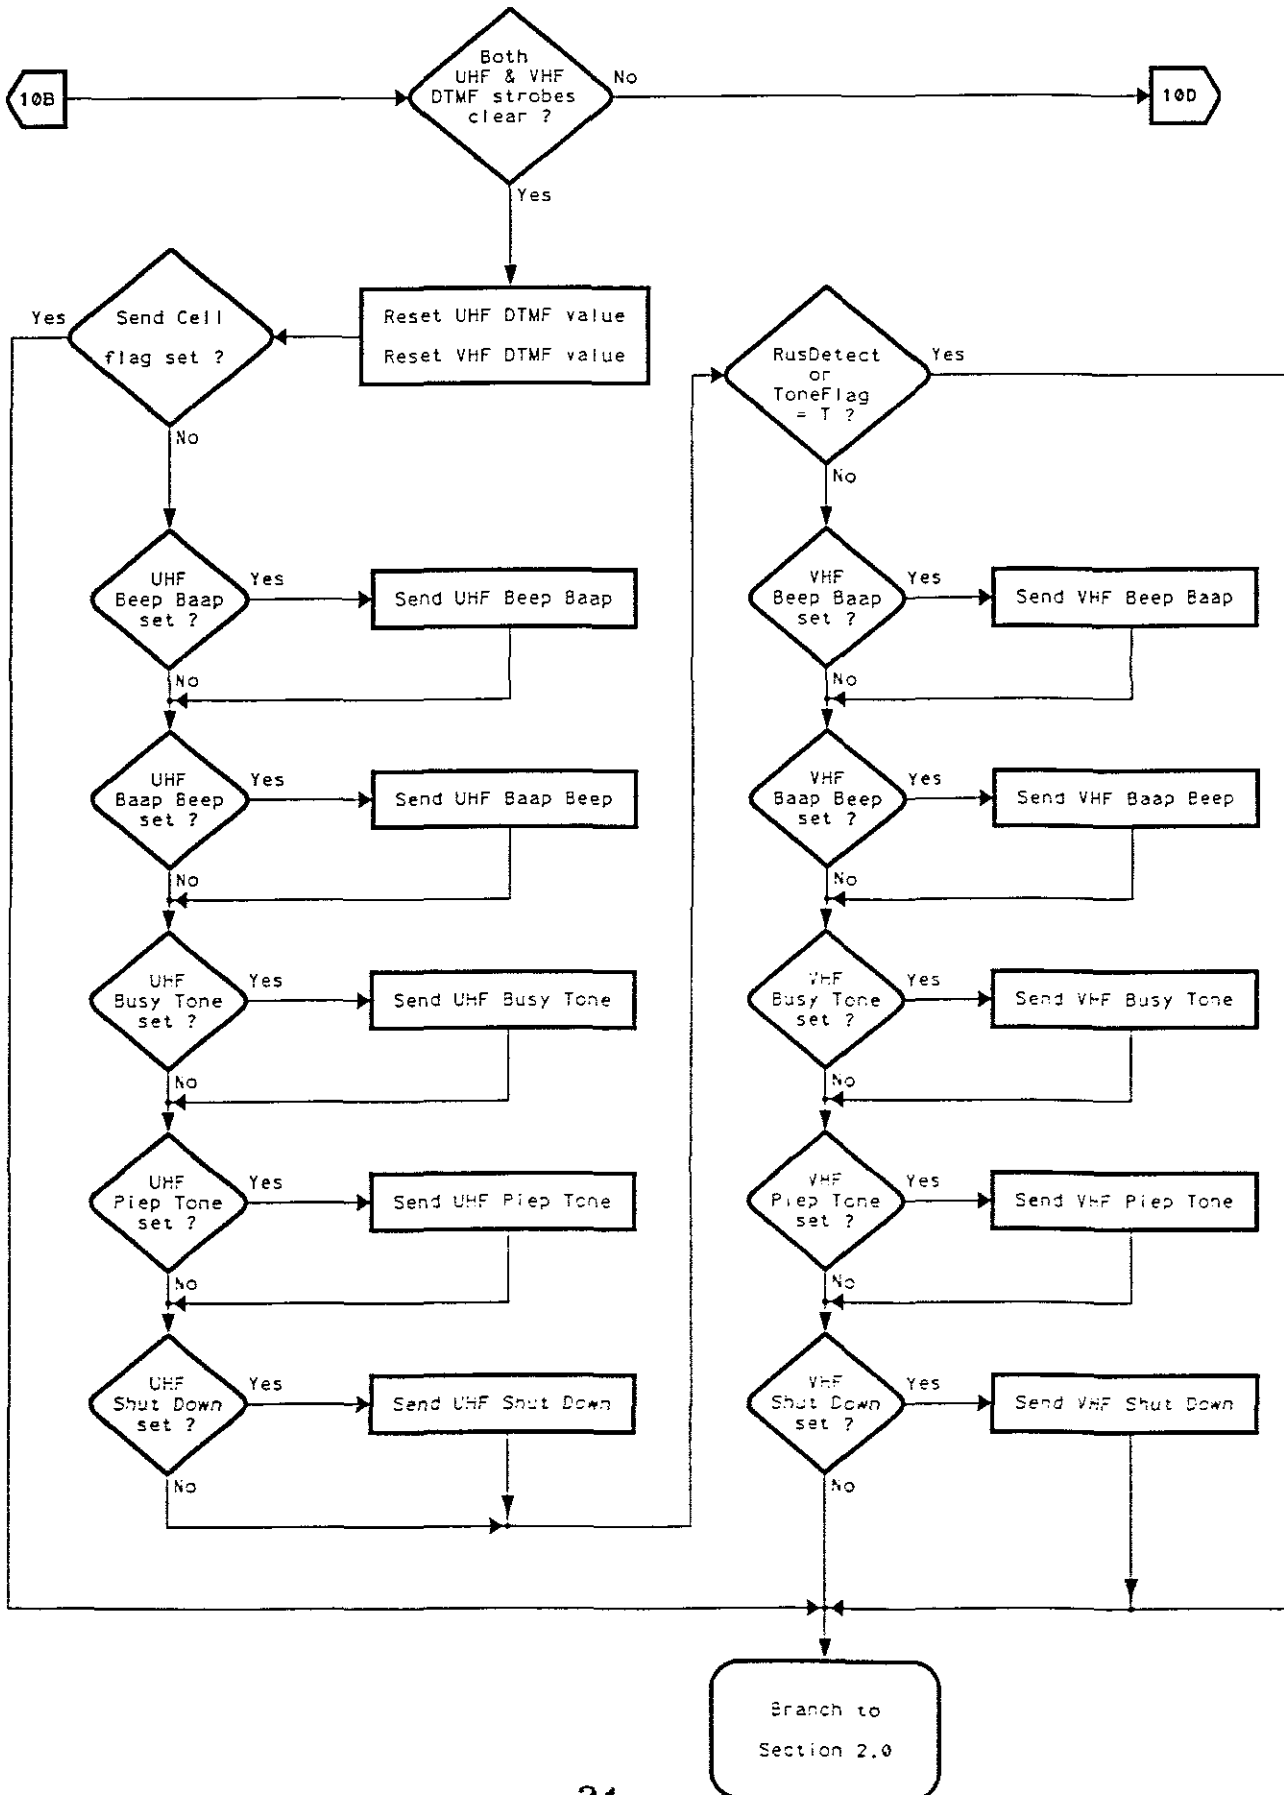 10B
Both
UHF & VHF
DTMF strobes
clear ?
No
10D
Yes
Yes
Send Cell
flag set ?
Reset UHF DTMF value
Reset VHF DTMF value
No
RusDetect
or
ToneFlag
= T ?
Yes
No
UHF
Beep Baap
set ?
Yes
Send UHF Beep Baap
No
UHF
Baap Beep
set ?
Yes
Send UHF Baap Beep
No
UHF
Busy Tone
set ?
Yes
Send UHF Busy Tone
No
UHF
Piep Tone
set ?
Yes
Send UHF Piep Tone
No
UHF
Shut Down
set ?
Yes
Send UHF Shut Down
No
VHF
Beep Baap
set ?
Yes
Send VHF Beep Baap
No
VHF
Baap Beep
set ?
Yes
Send VHF Baap Beep
No
VHF
Busy Tone
set ?
Yes
Send VHF Busy Tone
No
VHF
Piep Tone
set ?
Yes
Send VHF Piep Tone
No
VHF
Shut Down
set ?
Yes
Send VHF Shut Down
No
Branch to
Section 2.0